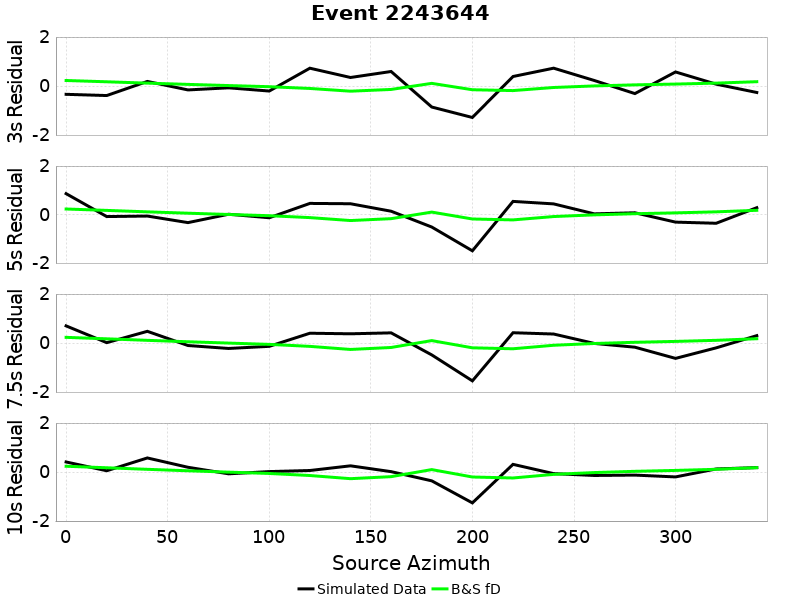 Event 2243644
3s Residual
2
0
-2
5s Residual
2
0
-2
7.5s Residual
2
0
-2
10s Residual
2
0
-2
0 50 100 150 200 250 300
Source Azimuth
Simulated Data B&S fD